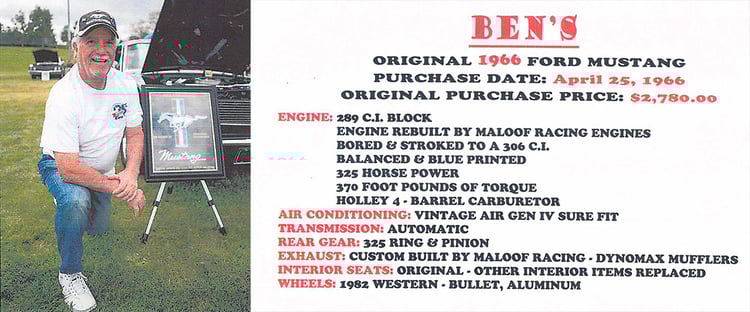 BEN'S
ORIGINAL 1966 FORD MUSTANG
PURCHASE DATE: April 25, 1966
ORIGINAL PURCHASE PRICE: $2,780.00
ENGINE: 289 C.I. BLOCK
ENGINE REBUILT BY MALOOF RACING ENGINES
BORED & STROKED TO A 306 C.I.
BALANCED & BLUE PRINTED
325 HORSE POWER
370 FOOT POUNDS OF TORQUE
HOLLEY 4 - BARREL CARBURETOR
AIR CONDITIONING: VINTAGE AIR GEN IV SURE FIT
TRANSMISSION: AUTOMATIC
REAR GEAR: 325 RING & PINION
EXHAUST: CUSTOM BUILT BY MALOOF RACING - DYNOMAX MUFFLERS
INTERIOR SEATS: ORIGINAL - OTHER INTERIOR ITEMS REPLACED
WHEELS: 1982 WESTERN - BULLET, ALUMINUM
Mustang